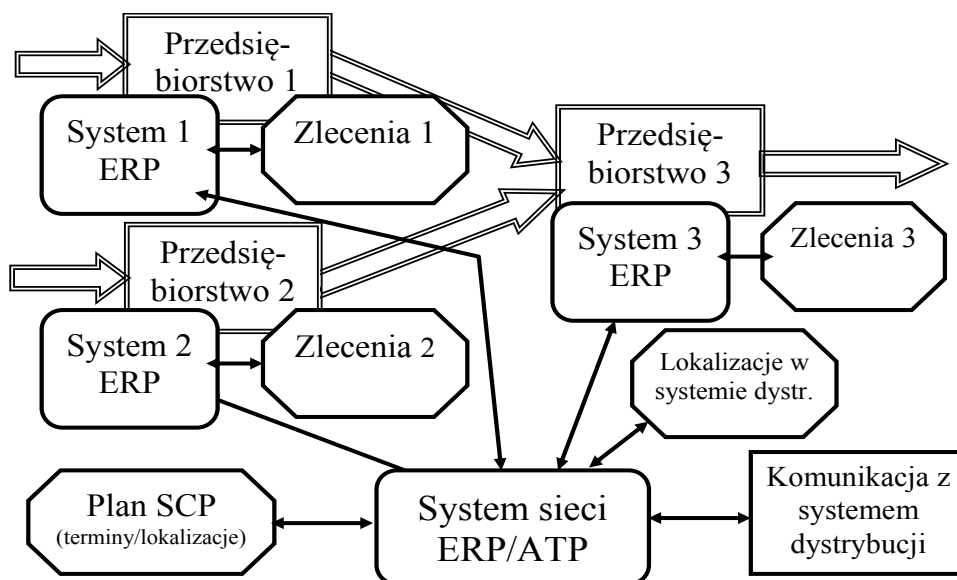 Przedsię-
biorstwo 1
System 1
ERP
Zlecenia 1
Przedsię-
biorstwo 3
System 3
ERP
Zlecenia 3
Przedsię-
biorstwo 2
System 2
ERP
Zlecenia 2
Lokalizacje w
systemie dystr.
Plan SCP
(terminy/lokalizacje)
System sieci
ERP/ATP
Komunikacja z
systemem
dystrybucji